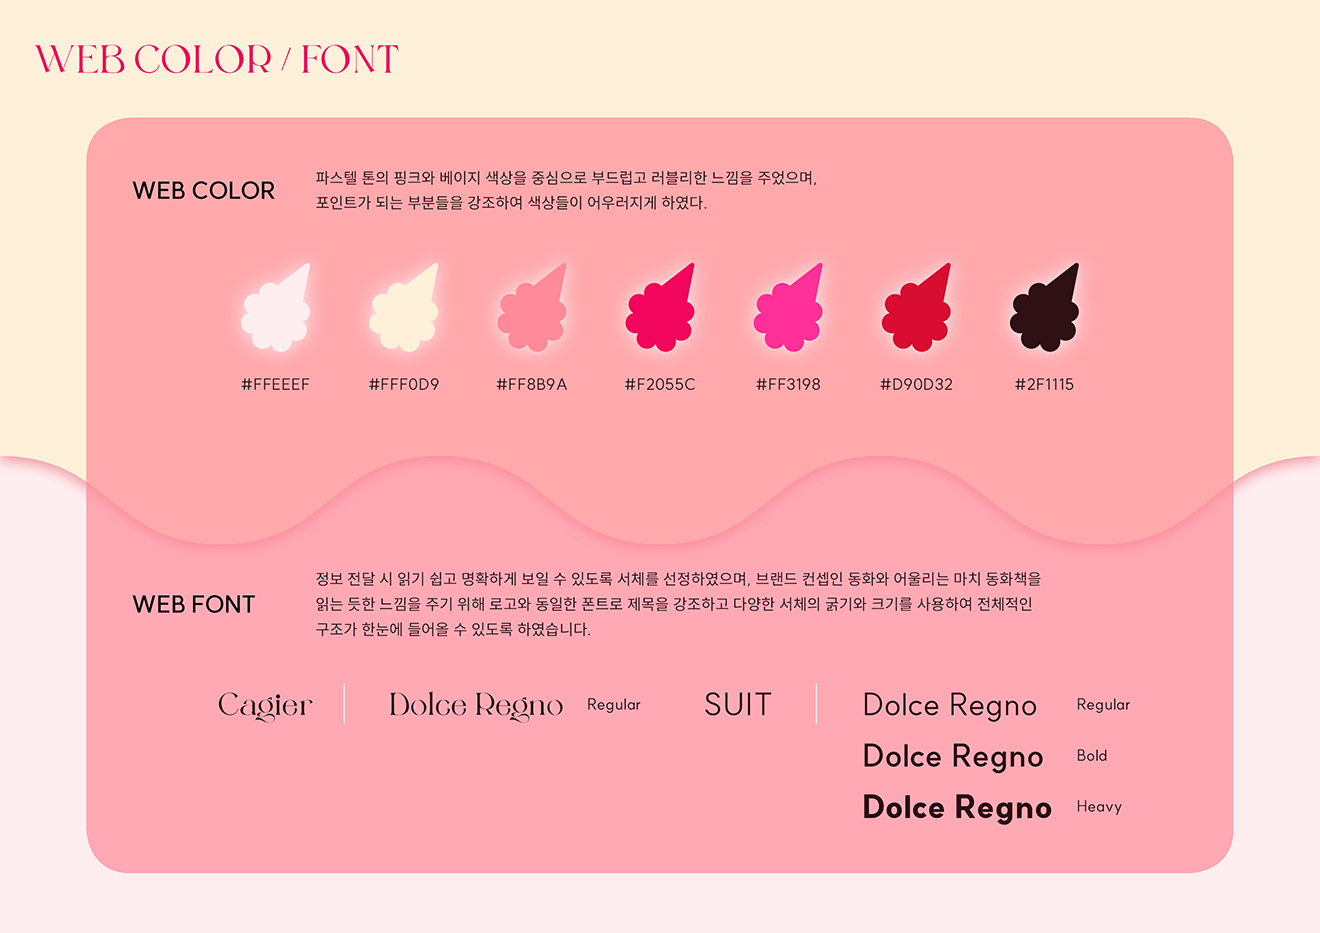 WEB COLOR / FONT
WEB COLOR
파스텔 톤의 핑크와 베이지 색상을 중심으로 부드럽고 러블리한 느낌을 주었으며,
포인트가 되는 부분들을 강조하여 색상들이 어우러지게 하였다.
#FFEEEF
#FFF0D9
#FF8B9A
#F2055C
#FF3198
#D90D32
#2F1115
WEB FONT
정보 전달 시 읽기 쉽고 명확하게 보일 수 있도록 서체를 선정하였으며, 브랜드 컨셉인 동화와 어울리는 마치 동화책을
읽는 듯한 느낌을 주기 위해 로고와 동일한 폰트로 제목을 강조하고 다양한 서체의 굵기와 크기를 사용하여 전체적인
구조가 한눈에 들어올 수 있도록 하였습니다.
Cagier
Dolce Regno Regular
SUIT
Dolce Regno Regular
Dolce Regno Bold
Dolce Regno Heavy